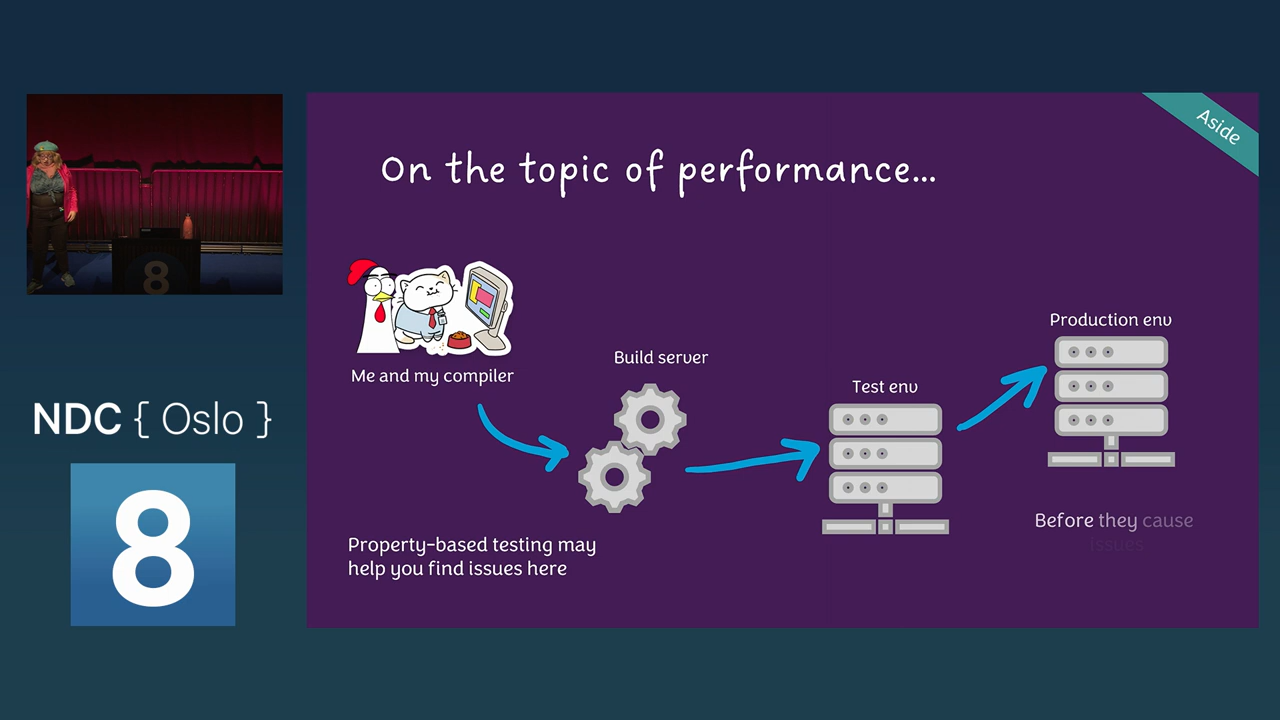 Aside
On the topic of performance...
Production env
Build server
Me and my compiler
Test env
8
NDC { Oslo }
8
Before they cause
issues
Property-based testing may
help you find issues here